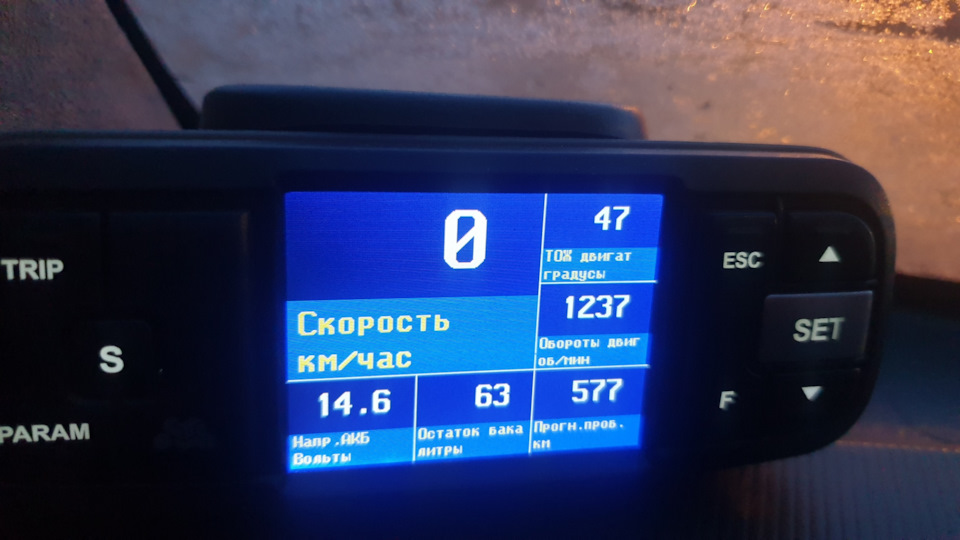 TRIP
S
PARAM
0
Скорость
км/час
47
ТОЖ двигат
градусы
1237
Обороты двиг
об/мин
14.6
Напр.АКБ
Вольты
63
Остаток бака
литры
577
Прогн.проб.
км
ESC
▲
SET
F
▼